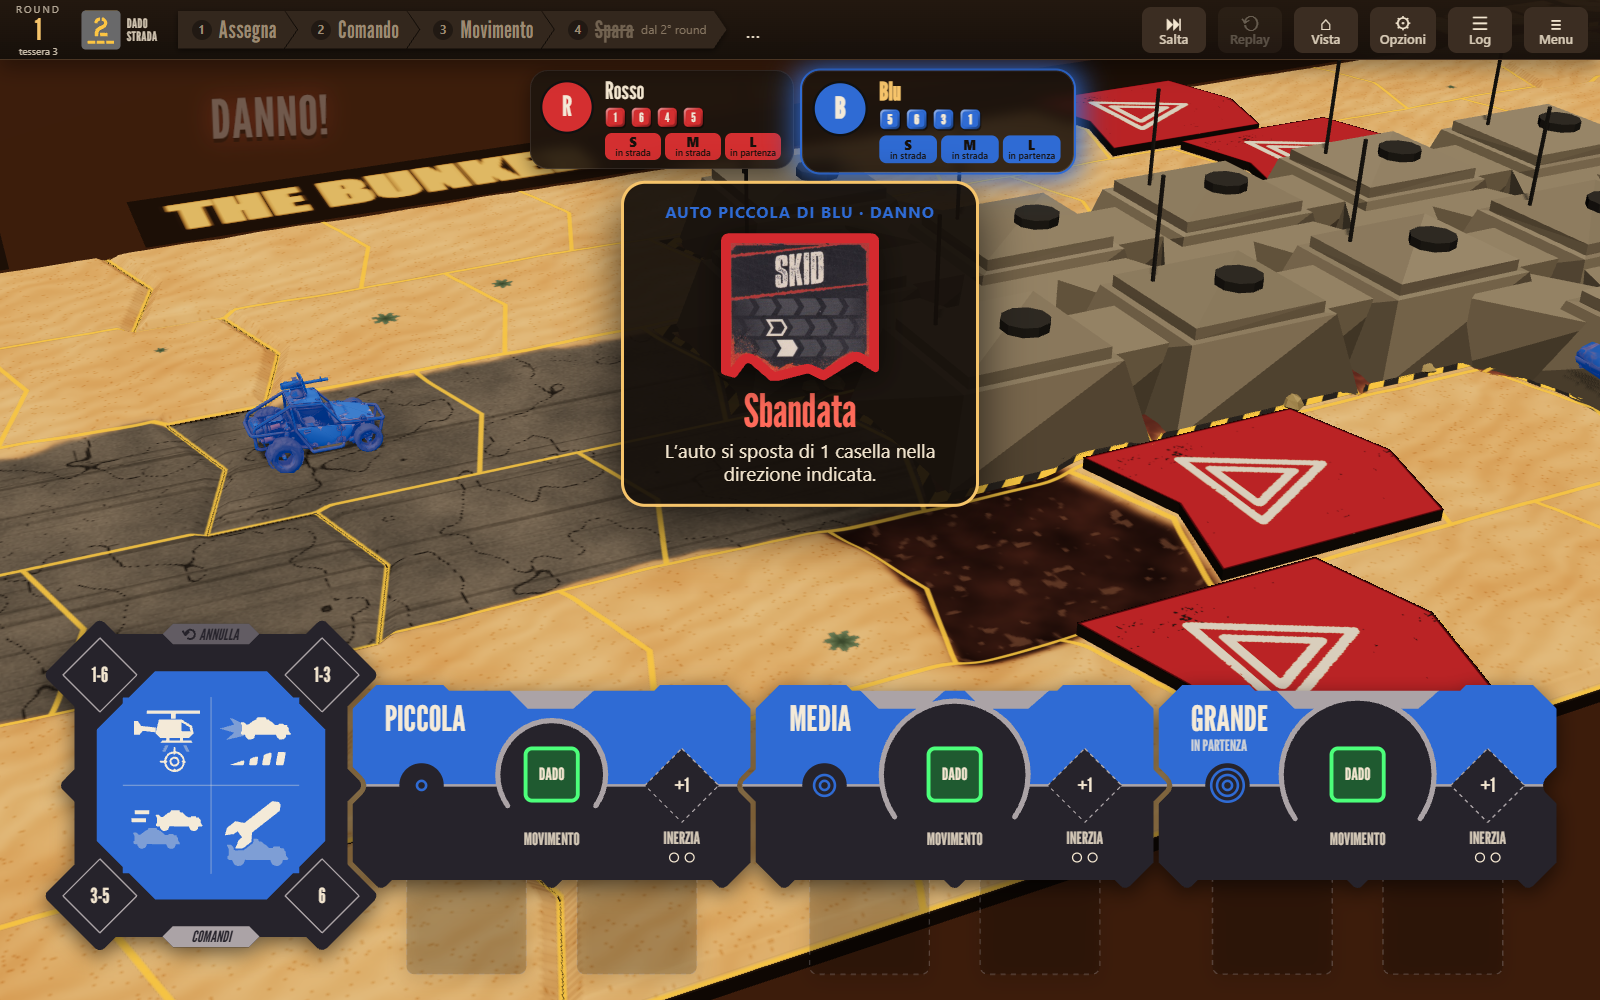 ROUND
1
tessera 3
2
DADO
STRADA
1 Assegna
2 Comando
3 Movimento
4 Spara dal 2° round
...
Salta
Replay
Vista
Opzioni
Log
Menu
DANNO!
THE BUNKE
R
Rosso
1 6 4 5
S
in strada
M
in strada
L
in partenza
B
Blu
5 6 3 1
S
in strada
M
in strada
L
in partenza
AUTO PICCOLA DI BLU · DANNO
SKID
Sbandata
L'auto si sposta di 1 casella nella
direzione indicata.
ANNULLA
1-6
1-3
3-5
6
COMANDI
PICCOLA
DADO
MOVIMENTO
+1
INERZIA
MEDIA
DADO
MOVIMENTO
+1
INERZIA
GRANDE
IN PARTENZA
DADO
MOVIMENTO
+1
INERZIA